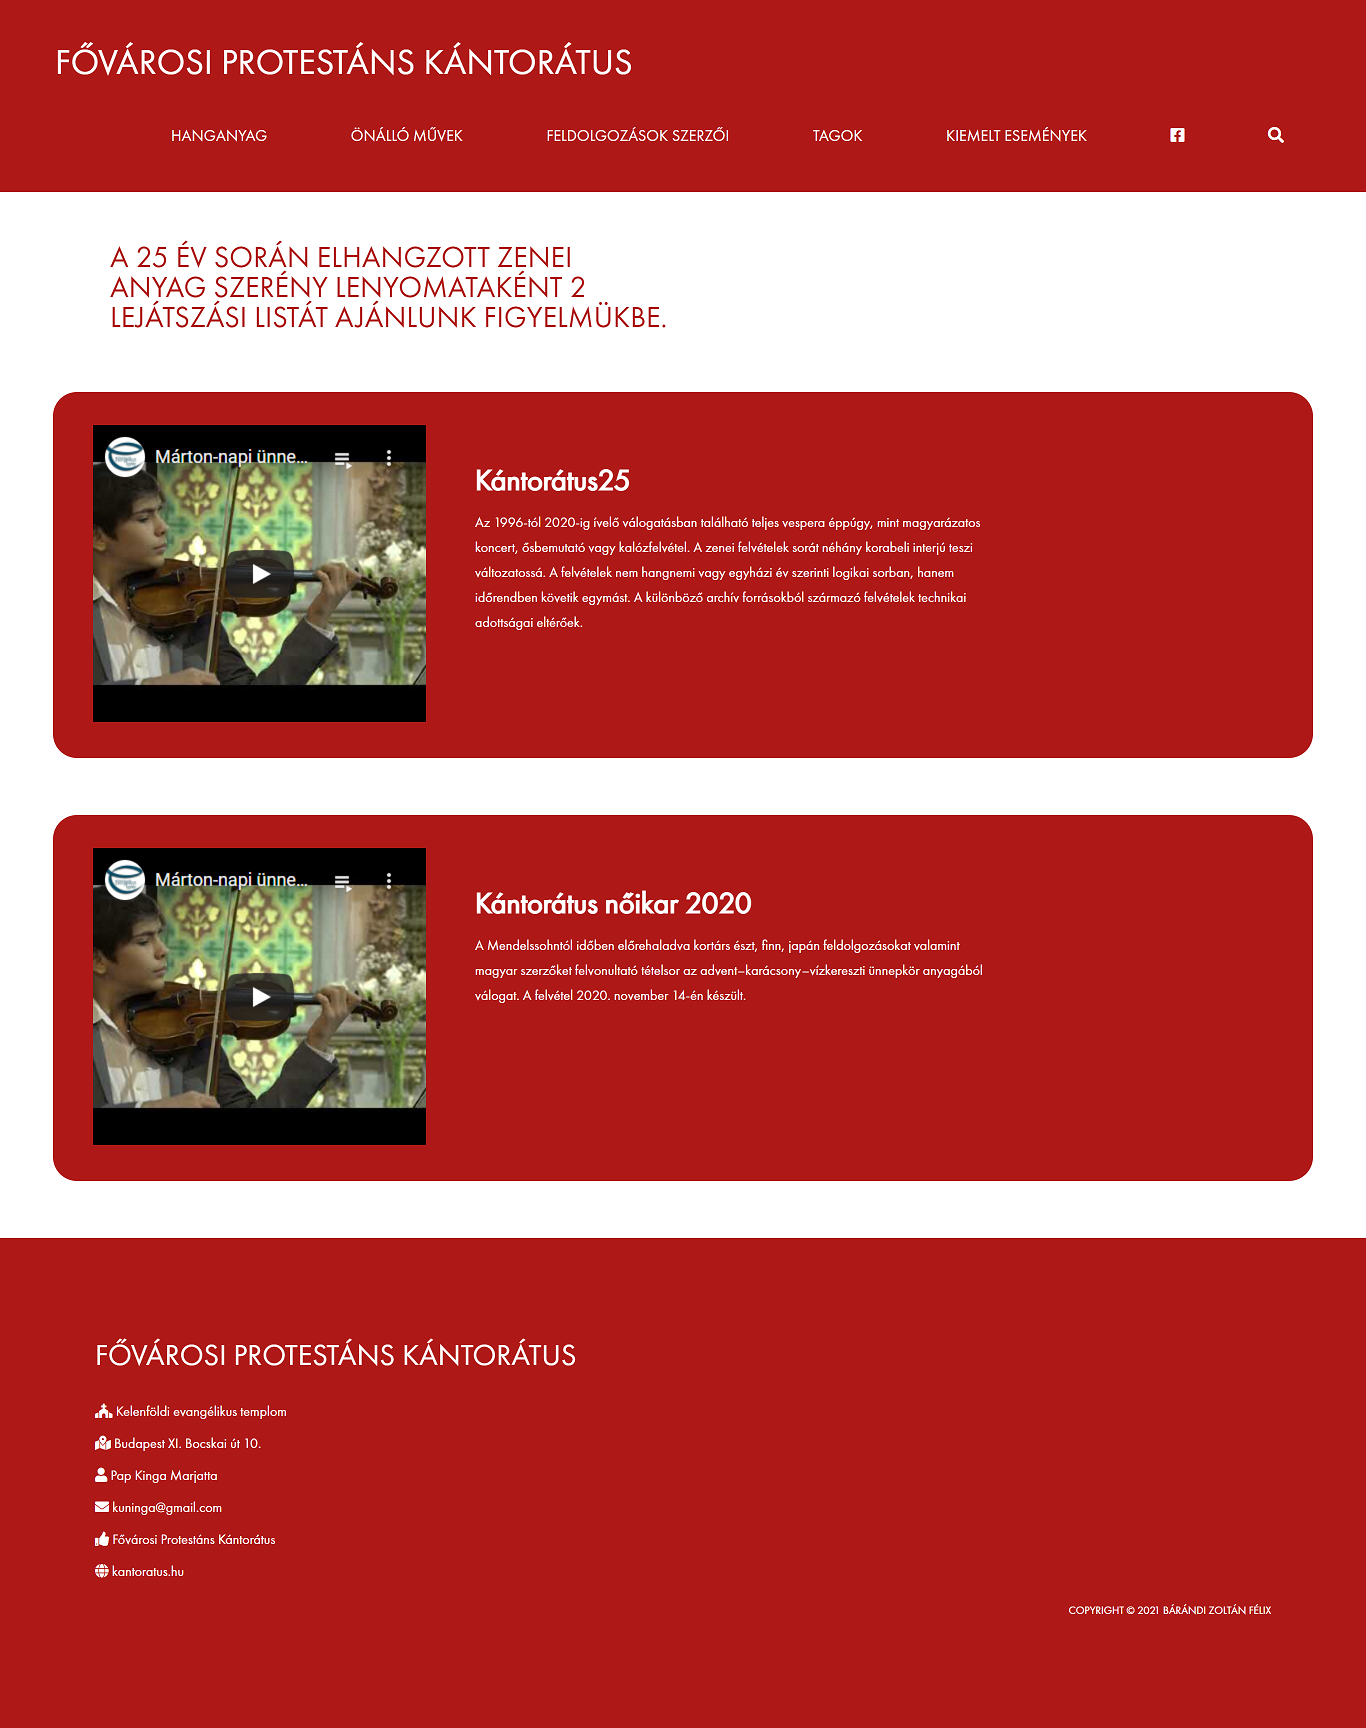 FŐVÁROSI PROTESTÁNS KÁNTORÁTUS
HANGANYAG ÖNÁLLÓ MŰVEK FELDOLGOZÁSOK SZERZŐI TAGOK KIEMELT ESEMÉNYEK
A 25 ÉV SORÁN ELHANGZOTT ZENEI
ANYAG SZERÉNY LENYOMATAKÉNT 2
LEJÁTSZÁSI LISTÁT AJÁNLUNK FIGYELMÜKBE.
Márton-napi ünne...
Kántorátus25
Az 1996-tól 2020-ig ívelő válogatásban található teljes vespera éppúgy, mint magyarázatos
koncert, ősbemutató vagy kalózfelvétel. A zenei felvételek sorát néhány korabeli interjú teszi
változatossá. A felvételek nem hangnemi vagy egyházi év szerinti logikai sorban, hanem
időrendben követik egymást. A különböző archív forrásokból származó felvételek technikai
adottságai eltérőek.
Márton-napi ünne...
Kántorátus nőikar 2020
A Mendelssohntól időben előrehaladva kortárs észt, finn, japán feldolgozásokat valamint
magyar szerzőket felvonultató tételsor az advent–karácsony–vízkereszti ünnepkör anyagából
válogat. A felvétel 2020. november 14-én készült.
FŐVÁROSI PROTESTÁNS KÁNTORÁTUS
Kelenföldi evangélikus templom
Budapest XI. Bocskai út 10.
Pap Kinga Marjatta
kuninga@gmail.com
Fővárosi Protestáns Kántorátus
kantoratus.hu
COPYRIGHT © 2021 BÁRÁNDI ZOLTÁN FÉLIX